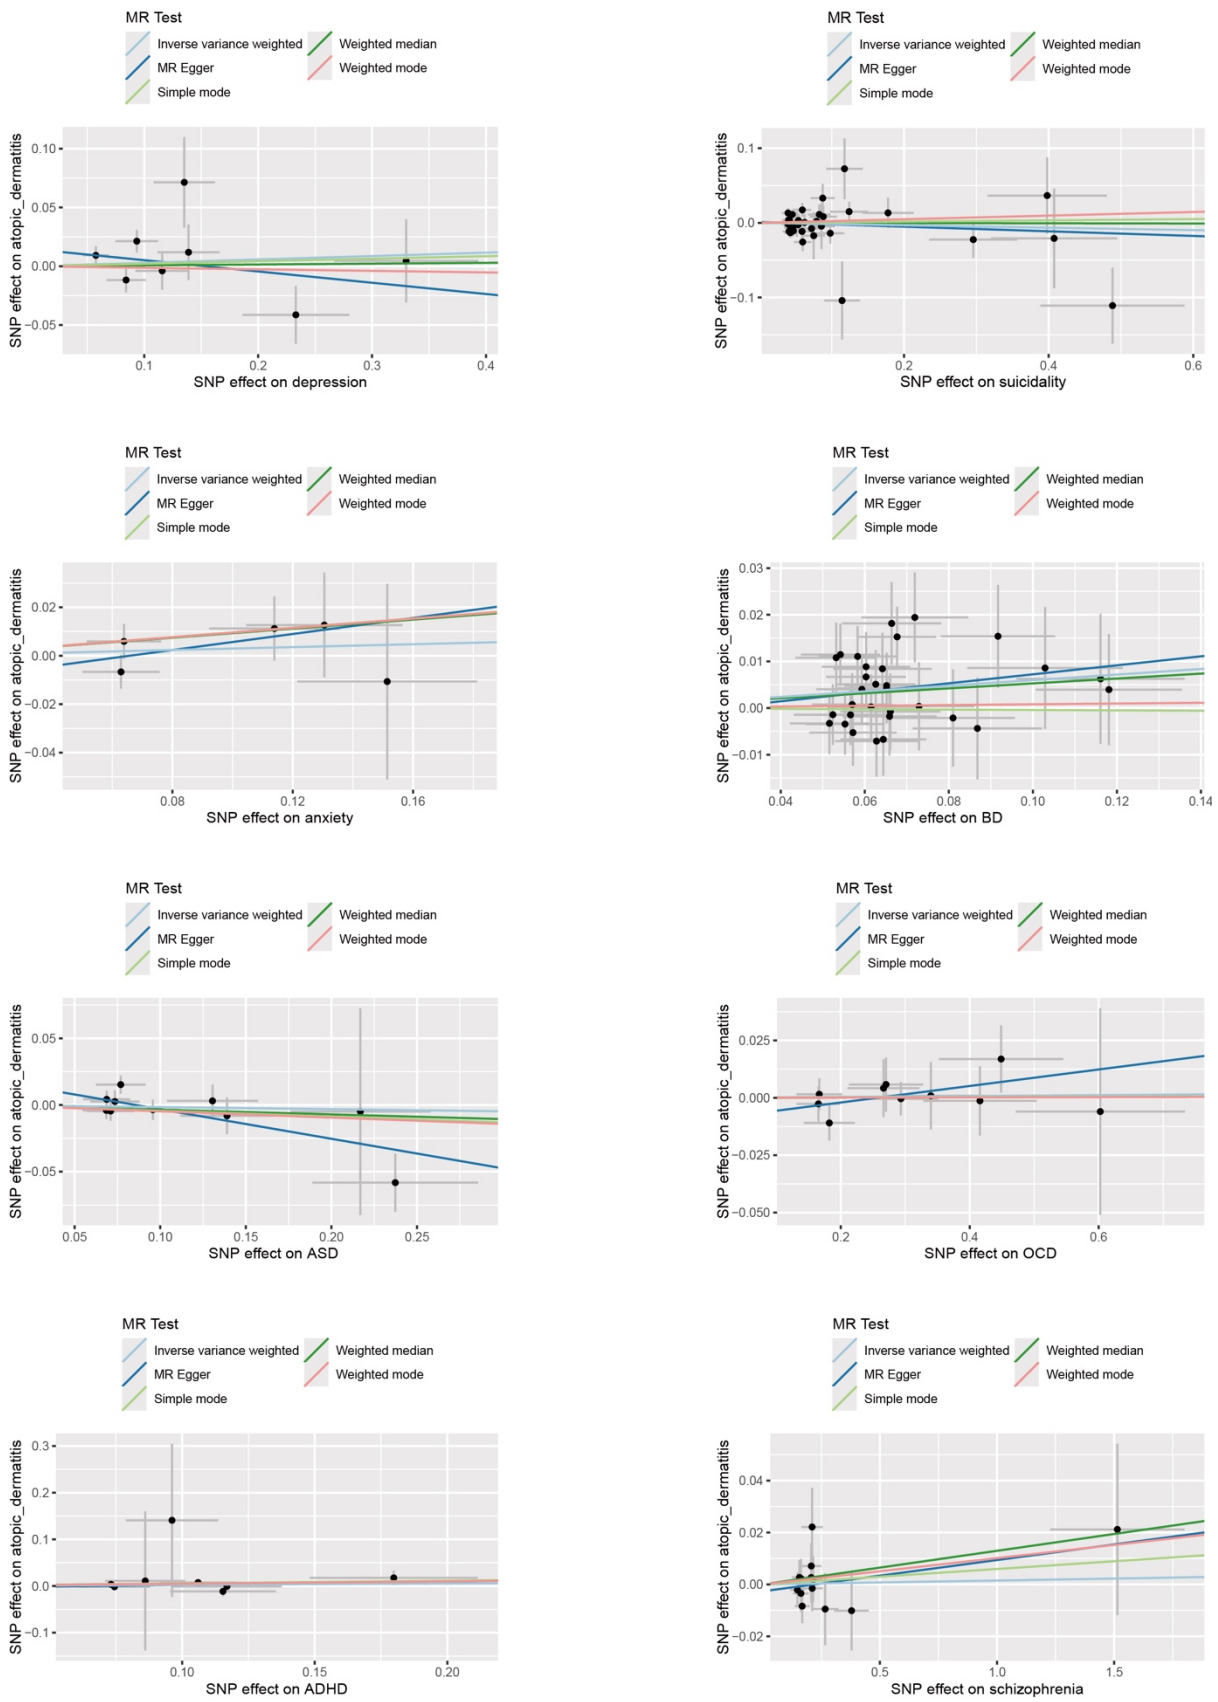 MR Test
Inverse variance weighted
Weighted median
MR Egger
Weighted mode
Simple mode
SNP effect on atopic_dermatitis
0.10
0.05
0.00
−0.05
0.1
0.2
0.3
0.4
SNP effect on depression
MR Test
Inverse variance weighted
Weighted median
MR Egger
Weighted mode
Simple mode
SNP effect on atopic_dermatitis
0.1
0.0
−0.1
0.2
0.4
0.6
SNP effect on suicidality
MR Test
Inverse variance weighted
Weighted median
MR Egger
Weighted mode
Simple mode
SNP effect on atopic_dermatitis
0.02
0.00
−0.02
−0.04
0.08
0.12
0.16
SNP effect on anxiety
MR Test
Inverse variance weighted
Weighted median
MR Egger
Weighted mode
Simple mode
SNP effect on atopic_dermatitis
0.03
0.02
0.01
0.00
−0.01
0.04
0.06
0.08
0.10
0.12
0.14
SNP effect on BD
MR Test
Inverse variance weighted
Weighted median
MR Egger
Weighted mode
Simple mode
SNP effect on atopic_dermatitis
0.05
0.00
−0.05
0.05
0.10
0.15
0.20
0.25
SNP effect on ASD
MR Test
Inverse variance weighted
Weighted median
MR Egger
Weighted mode
Simple mode
SNP effect on atopic_dermatitis
0.025
0.000
−0.025
−0.050
0.2
0.4
0.6
SNP effect on OCD
MR Test
Inverse variance weighted
Weighted median
MR Egger
Weighted mode
Simple mode
SNP effect on atopic_dermatitis
0.3
0.2
0.1
0.0
−0.1
0.10
0.15
0.20
SNP effect on ADHD
MR Test
Inverse variance weighted
Weighted median
MR Egger
Weighted mode
Simple mode
SNP effect on atopic_dermatitis
0.04
0.02
0.00
−0.02
0.5
1.0
1.5
SNP effect on schizophrenia